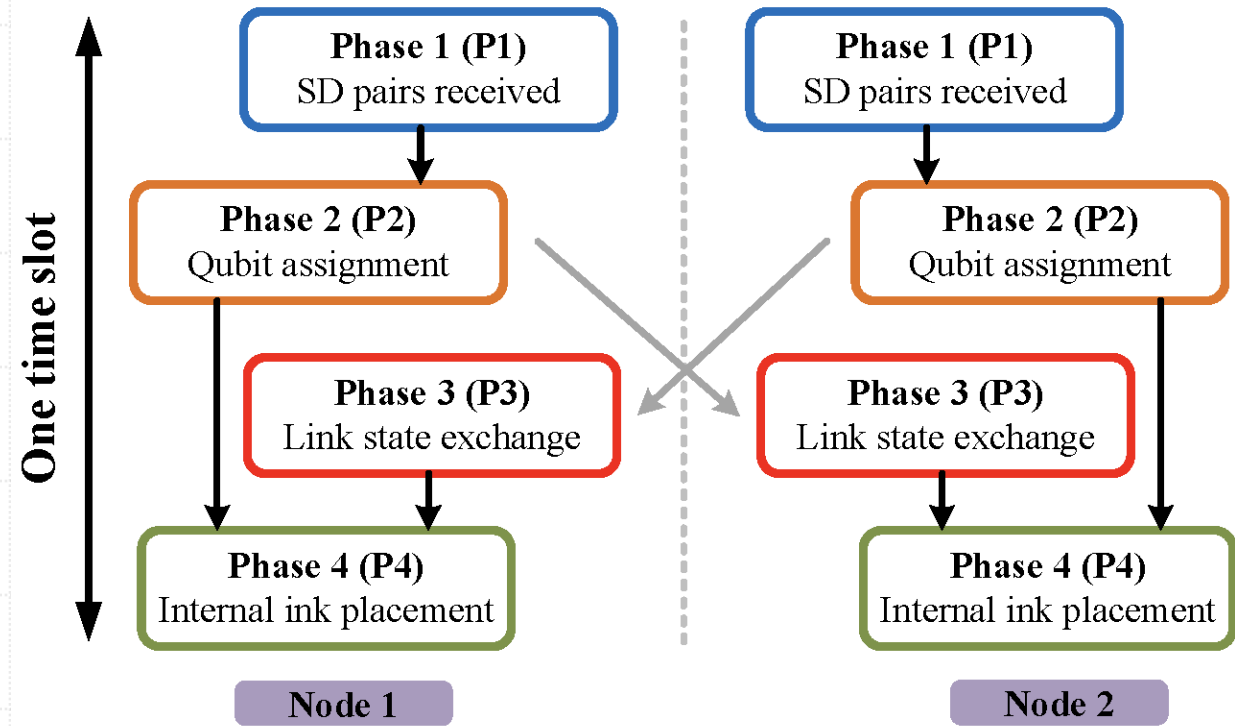 One time slot
Phase 1 (P1)
SD pairs received
Phase 2 (P2)
Qubit assignment
Phase 3 (P3)
Link state exchange
Phase 4 (P4)
Internal ink placement
Node 1
Phase 1 (P1)
SD pairs received
Phase 2 (P2)
Qubit assignment
Phase 3 (P3)
Link state exchange
Phase 4 (P4)
Internal ink placement
Node 2